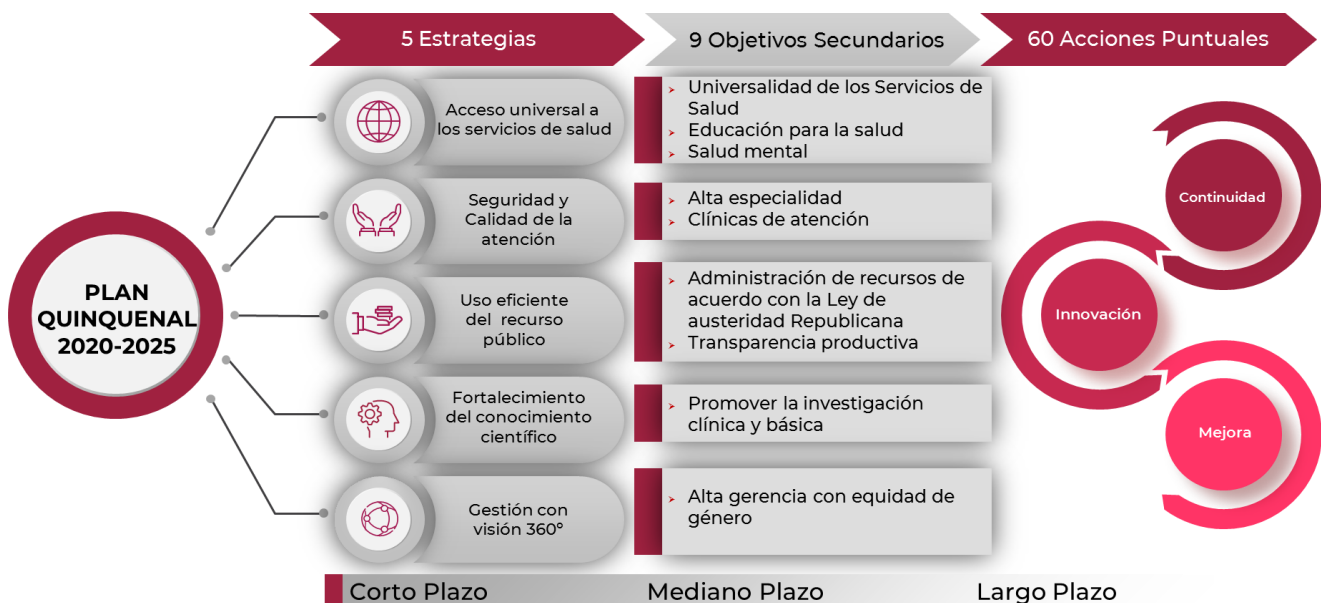 5 Estrategias
9 Objetivos Secundarios
60 Acciones Puntuales
PLAN
QUINQUENAL
2020-2025
Acceso universal a
los servicios de salud
➢ Universalidad de los Servicios de
Salud
➢ Educación para la salud
➢ Salud mental
Seguridad y
Calidad de la
atención
➢ Alta especialidad
➢ Clínicas de atención
Uso eficiente
del recurso
público
➢ Administración de recursos de
acuerdo con la Ley de
austeridad Republicana
➢ Transparencia productiva
Fortalecimiento
del conocimiento
científico
➢ Promover la investigación
clínica y básica
Gestión con
visión 360°
➢ Alta gerencia con equidad de
género
Continuidad
Innovación
Mejora
Corto Plazo
Mediano Plazo
Largo Plazo